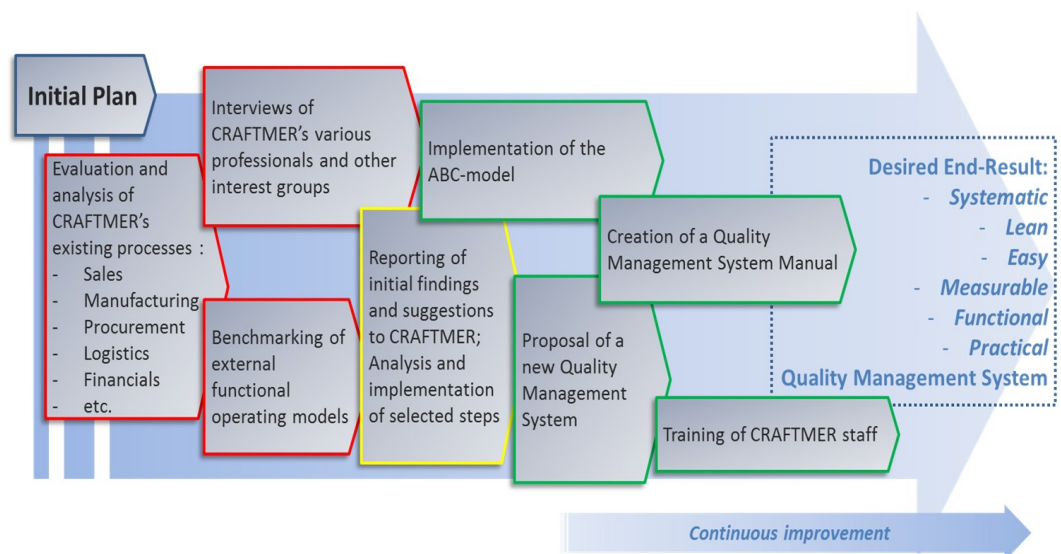 Initial Plan
Evaluation and
analysis of
CRAFTMER's
existing processes :
- Sales
- Manufacturing
- Procurement
- Logistics
- Financials
- etc.
Interviews of
CRAFTMER's various
professionals and other
interest groups
Benchmarking of
external
functional
operating models
Reporting of
initial findings
and suggestions
to CRAFTMER;
Analysis and
implementation
of selected steps
Implementation of the
ABC-model
Proposal of a
new Quality
Management
System
Creation of a Quality
Management System Manual
Training of CRAFTMER staff
Desired End-Result:
- Systematic
- Lean
- Easy
- Measurable
- Functional
- Practical
Quality Management System
Continuous improvement